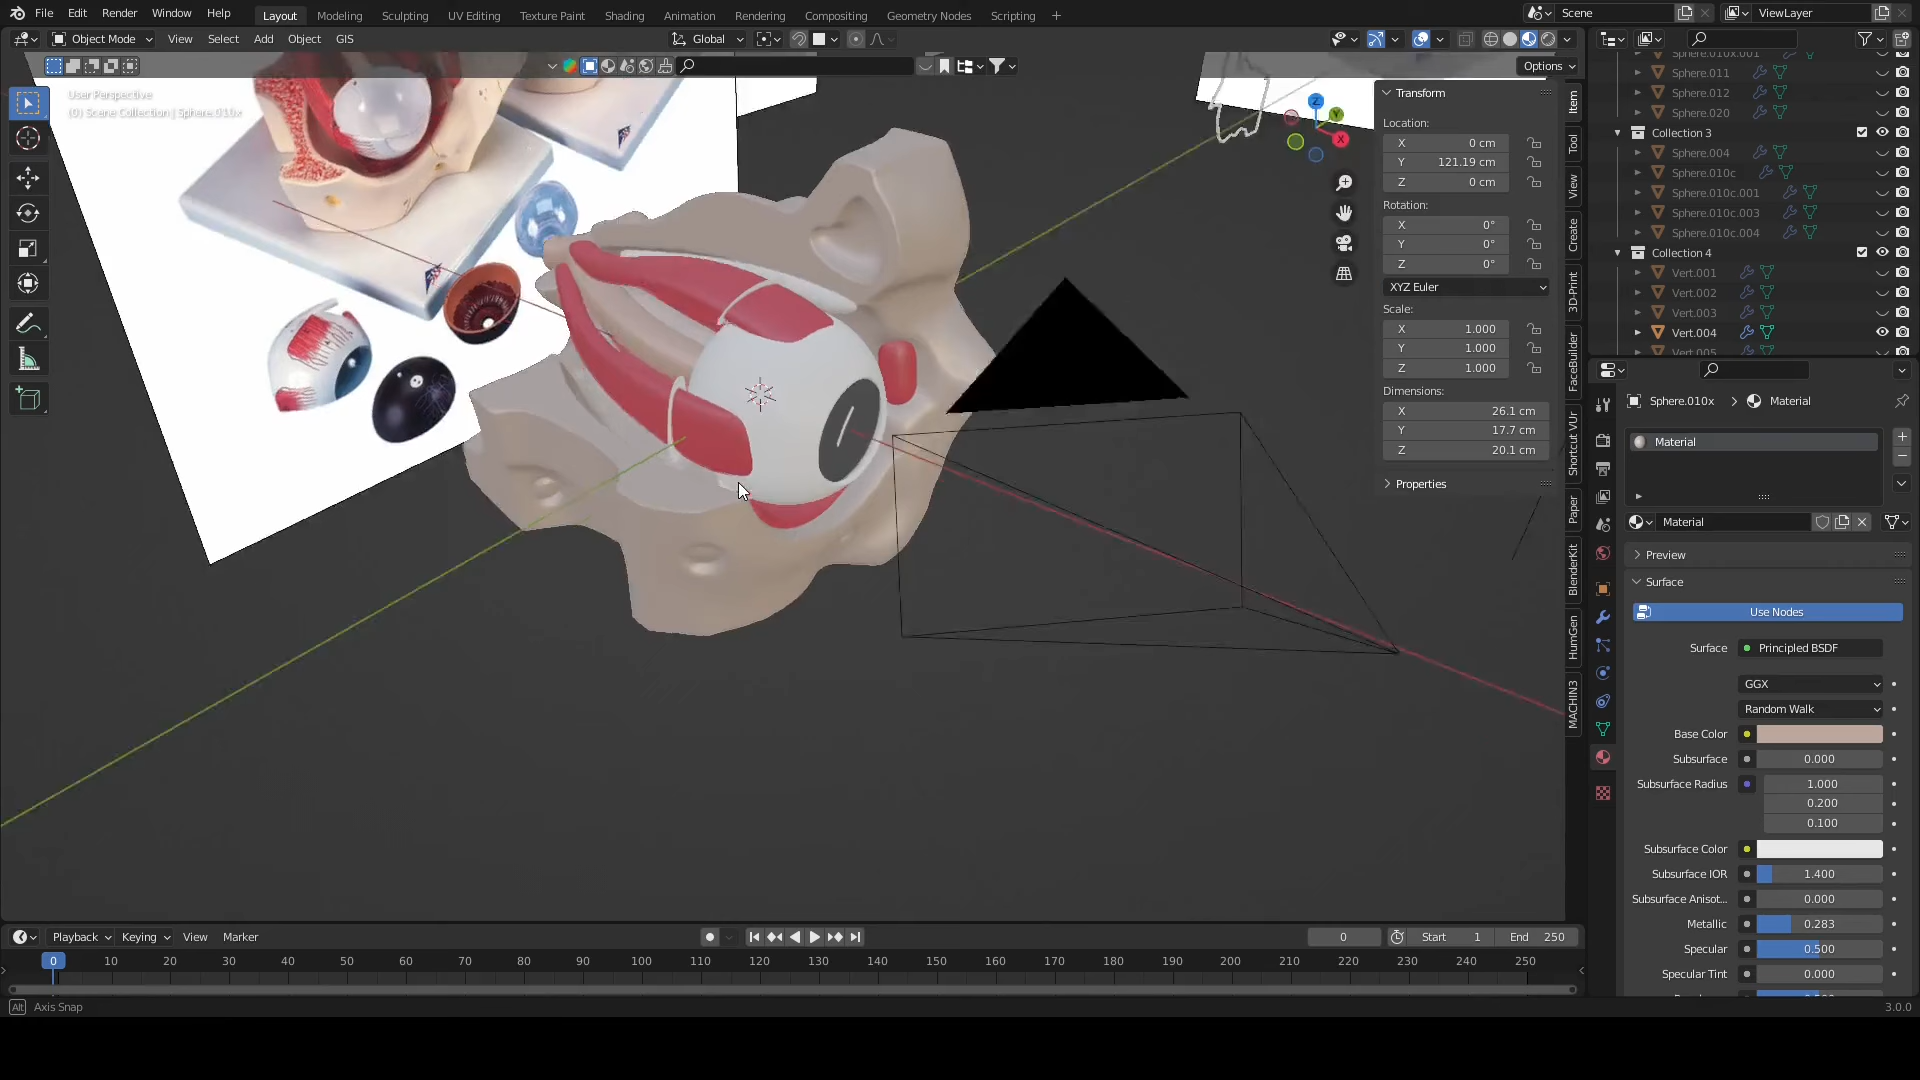 File Edit Render Window Help Layout Modeling Sculpting UV Editing Texture Paint Shading Animation Rendering Compositing Geometry Nodes Scripting + Scene ViewLayer
Object Mode View Select Add Object GIS Global
Options
User Perspective
(0) Scene Collection | Sphere.010x
Transform
Location:
X 0 cm
Y 121.19 cm
Z 0 cm
Rotation:
X 0°
Y 0°
Z 0°
XYZ Euler
Scale:
X 1.000
Y 1.000
Z 1.000
Dimensions:
X 26.1 cm
Y 17.7 cm
Z 20.1 cm
Properties
Z
Y
X
Item
Tool
View
Create
3D-Print
FaceBuilder
Shortcut VUr
Paper
BlenderKit
HumGen
MACHIN3
Sphere.010x.001
Sphere.011
Sphere.012
Sphere.020
Collection 3
Sphere.004
Sphere.010c
Sphere.010c.001
Sphere.010c.003
Sphere.010c.004
Collection 4
Vert.001
Vert.002
Vert.003
Vert.004
Vert.005
Sphere.010x > Material
Material
Material
Preview
Surface
Use Nodes
Surface Principled BSDF
GGX
Random Walk
Base Color
Subsurface 0.000
Subsurface Radius 1.000
0.200
0.100
Subsurface Color
Subsurface IOR 1.400
Subsurface Anisot... 0.000
Metallic 0.283
Specular 0.500
Specular Tint 0.000
Playback Keying View Marker 0 Start 1 End 250
0 10 20 30 40 50 60 70 80 90 100 110 120 130 140 150 160 170 180 190 200 210 220 230 240 250
Alt Axis Snap 3.0.0